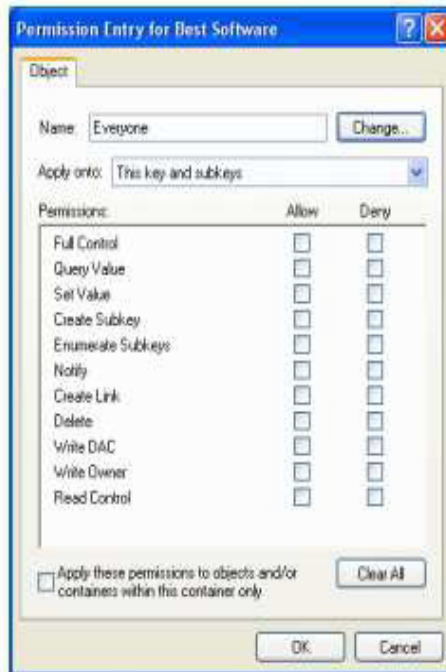 Permission Entry for Best Software
Object
Name: Everyone Change...
Apply onto: This key and subkeys
Permissions: Allow Deny
Full Control
Query Value
Set Value
Create Subkey
Enumerate Subkeys
Notify
Create Link
Delete
Write DAC
Write Owner
Read Control
Apply these permissions to objects and/or
containers within this container only
Clear All
OK Cancel